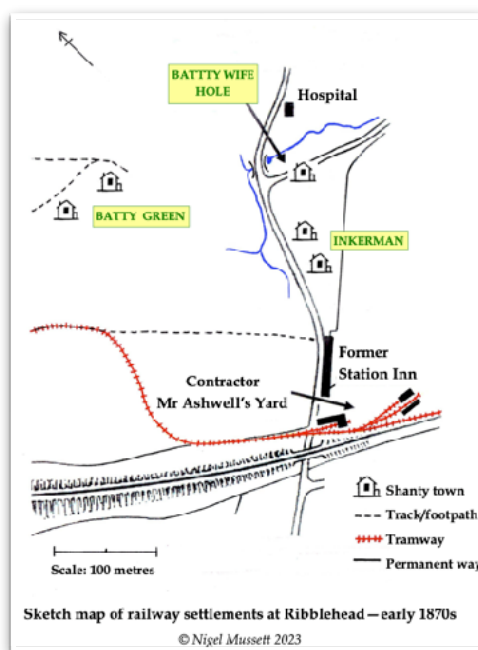 BATTTY WIFE
HOLE
Hospital
BATTY GREEN
INKERMAN
Former
Station Inn
Contractor
Mr Ashwell's Yard
Shanty town
Track/footpath
Tramway
Permanent way
Scale: 100 metres
Sketch map of railway settlements at Ribblehead—early 1870s
© Nigel Mussett 2023